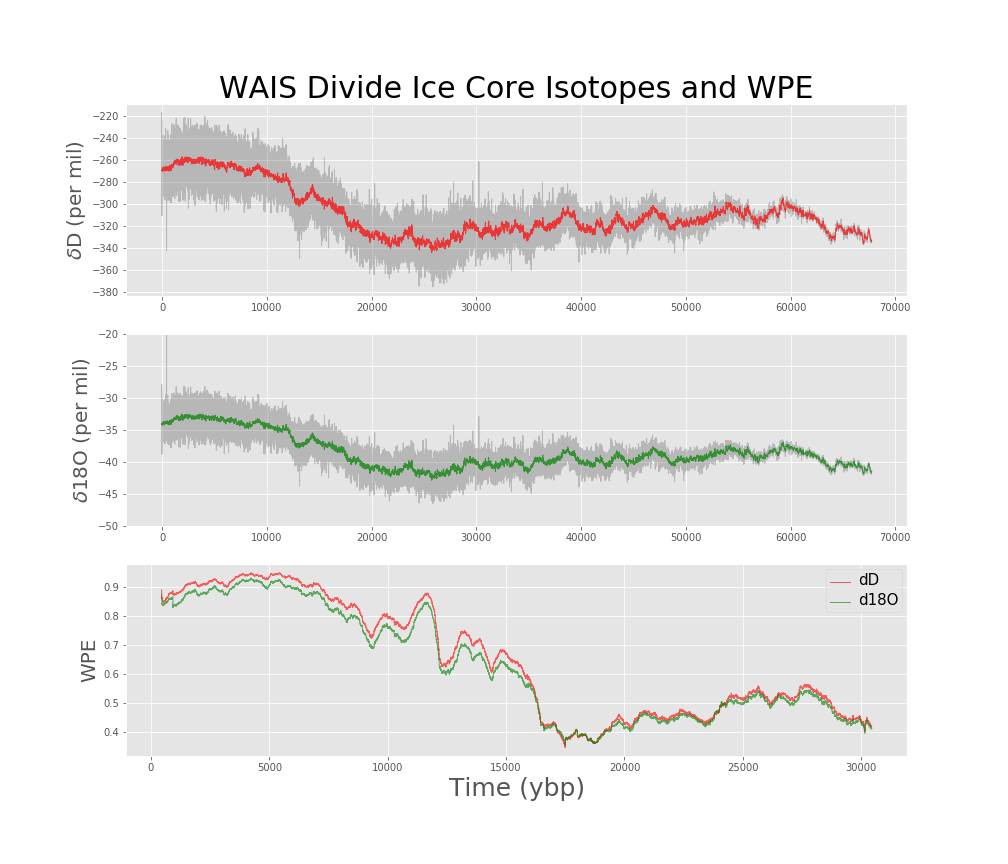 WAIS Divide Ice Core Isotopes and WPE
δD (per mil)
−220
−240
−260
−280
−300
−320
−340
−360
−380
0 10000 20000 30000 40000 50000 60000 70000
δ18O (per mil)
−20
−25
−30
−35
−40
−45
−50
0 10000 20000 30000 40000 50000 60000 70000
WPE
0.9
0.8
0.7
0.6
0.5
0.4
dD
d18O
0 5000 10000 15000 20000 25000 30000
Time (ybp)